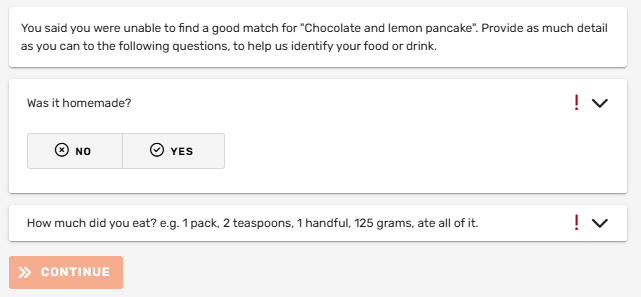 You said you were unable to find a good match for "Chocolate and lemon pancake". Provide as much detail
as you can to the following questions, to help us identify your food or drink.
Was it homemade?
NO
YES
How much did you eat? e.g. 1 pack, 2 teaspoons, 1 handful, 125 grams, ate all of it.
CONTINUE